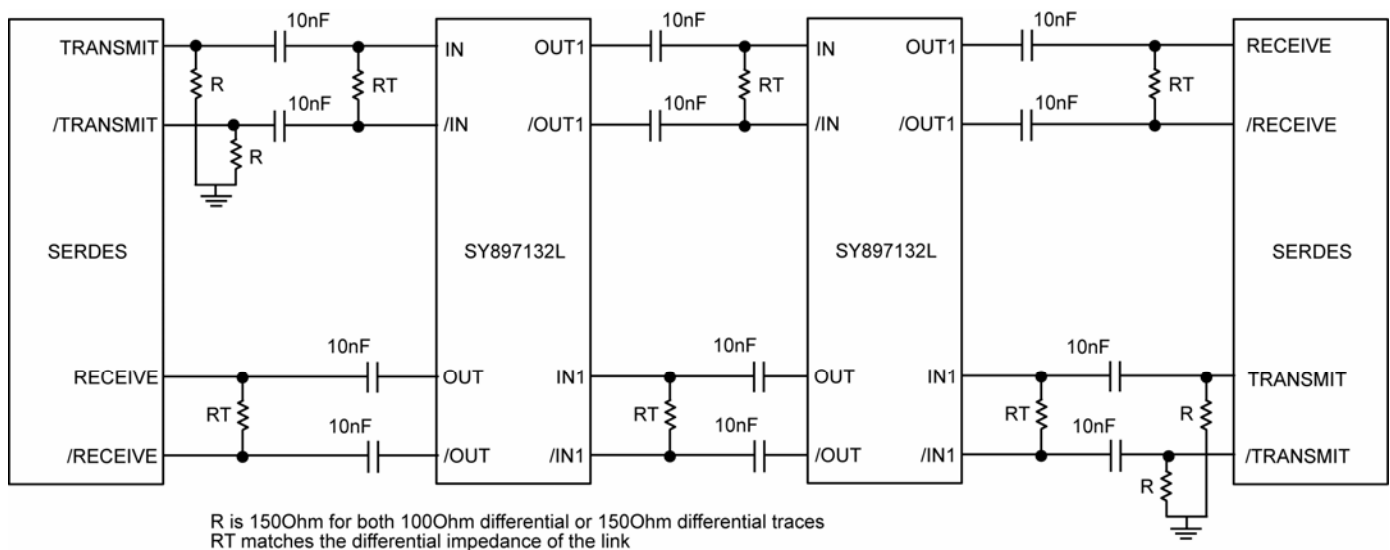 10nF 10nF 10nF
TRANSMIT IN OUT1 IN OUT1 RECEIVE
R 10nF RT 10nF RT 10nF RT
/TRANSMIT /IN /OUT1 /IN /OUT1 /RECEIVE
R
SERDES SY897132L SY897132L SERDES
10nF 10nF 10nF
RECEIVE OUT IN1 OUT IN1 TRANSMIT
RT 10nF RT 10nF RT 10nF R
/RECEIVE /OUT /IN1 /OUT /IN1 /TRANSMIT
R
R is 150Ohm for both 100Ohm differential or 150Ohm differential traces
RT matches the differential impedance of the link